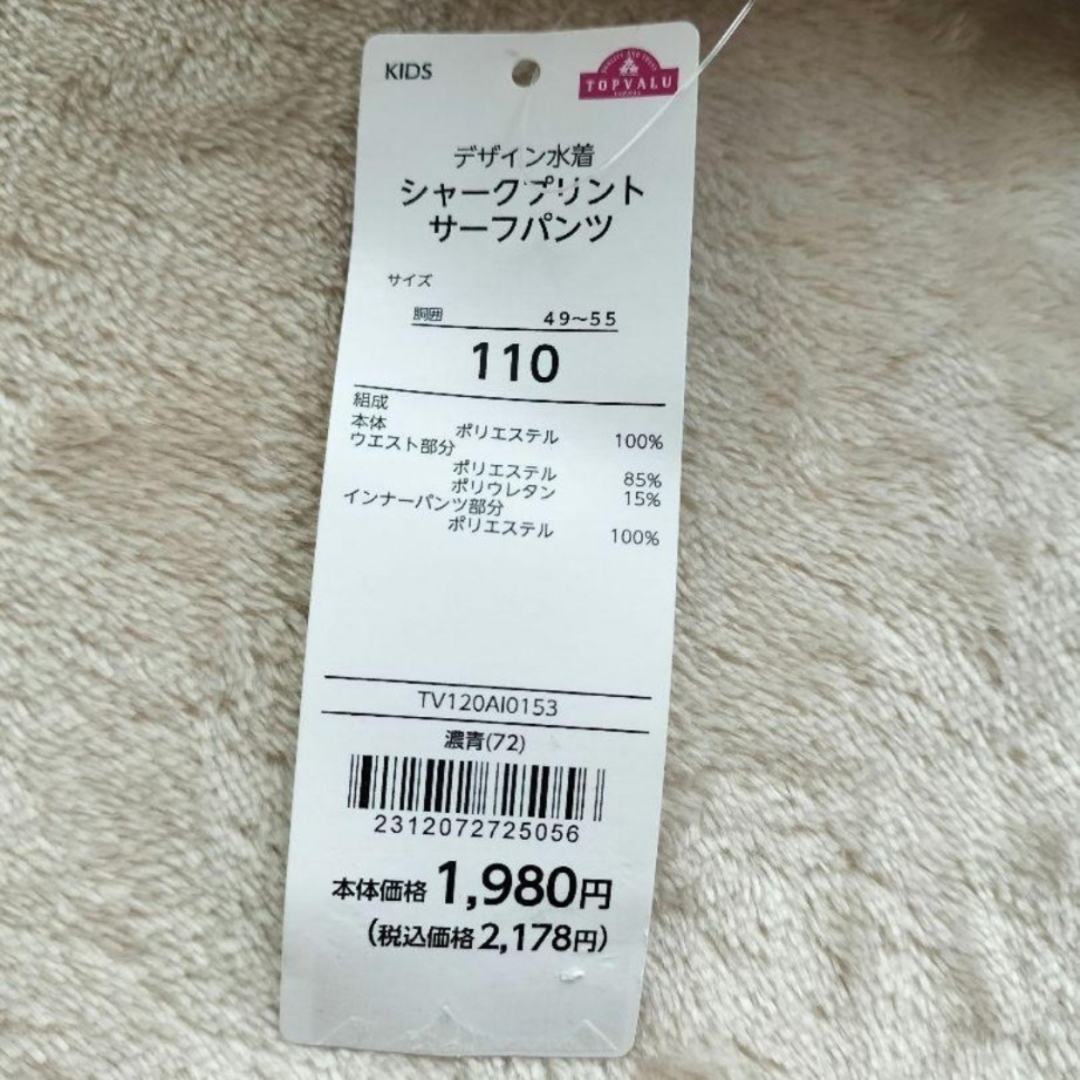 KIDS
TOPVALU
デザイン水着
シャークプリント
サーフパンツ
サイズ
胴囲 49~55
110
組成
本体
ポリエステル 100%
ウエスト部分
ポリエステル 85%
ポリウレタン 15%
インナーパンツ部分
ポリエステル 100%
TV120AI0153
濃青(72)
2312072725056
本体価格 1,980円
(税込価格2,178円)